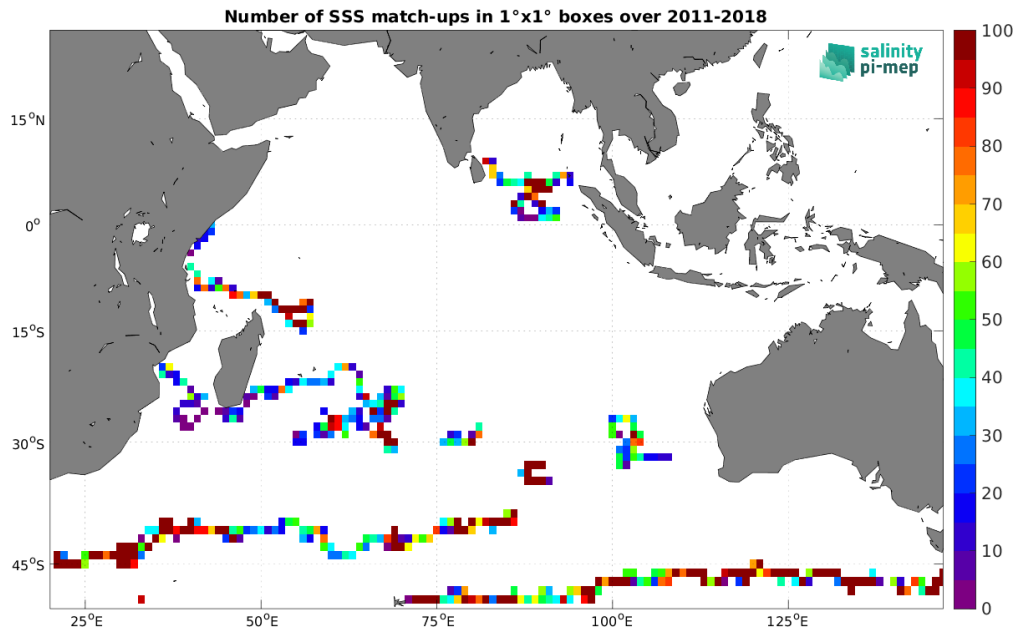 Number of SSS match-ups in 1°x1° boxes over 2011-2018
salinity
pi-mep
15°N
0°
15°S
30°S
45°S
25°E
50°E
75°E
100°E
125°E
100
90
80
70
60
50
40
30
20
10
0